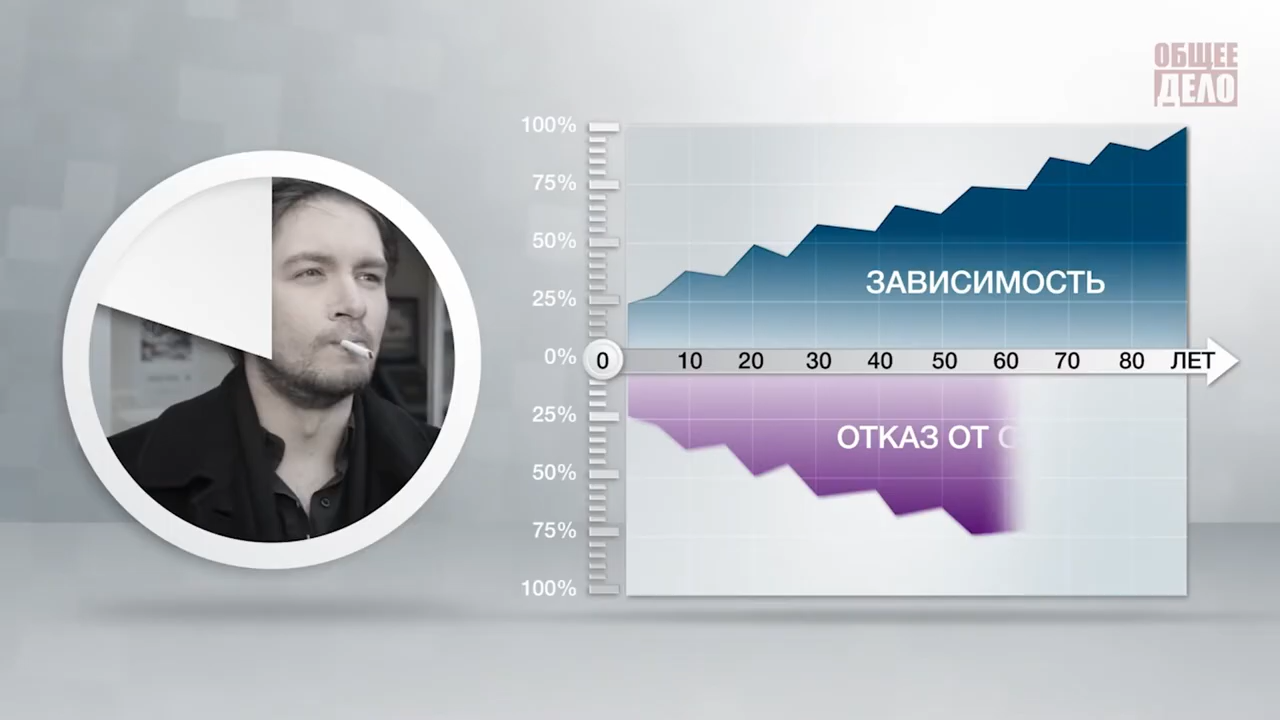 ОБЩЕЕ
ДЕЛО
100%
75%
50%
25%
0%
25%
50%
75%
100%
ЗАВИСИМОСТЬ
0 10 20 30 40 50 60 70 80 ЛЕТ
ОТКАЗ ОТ